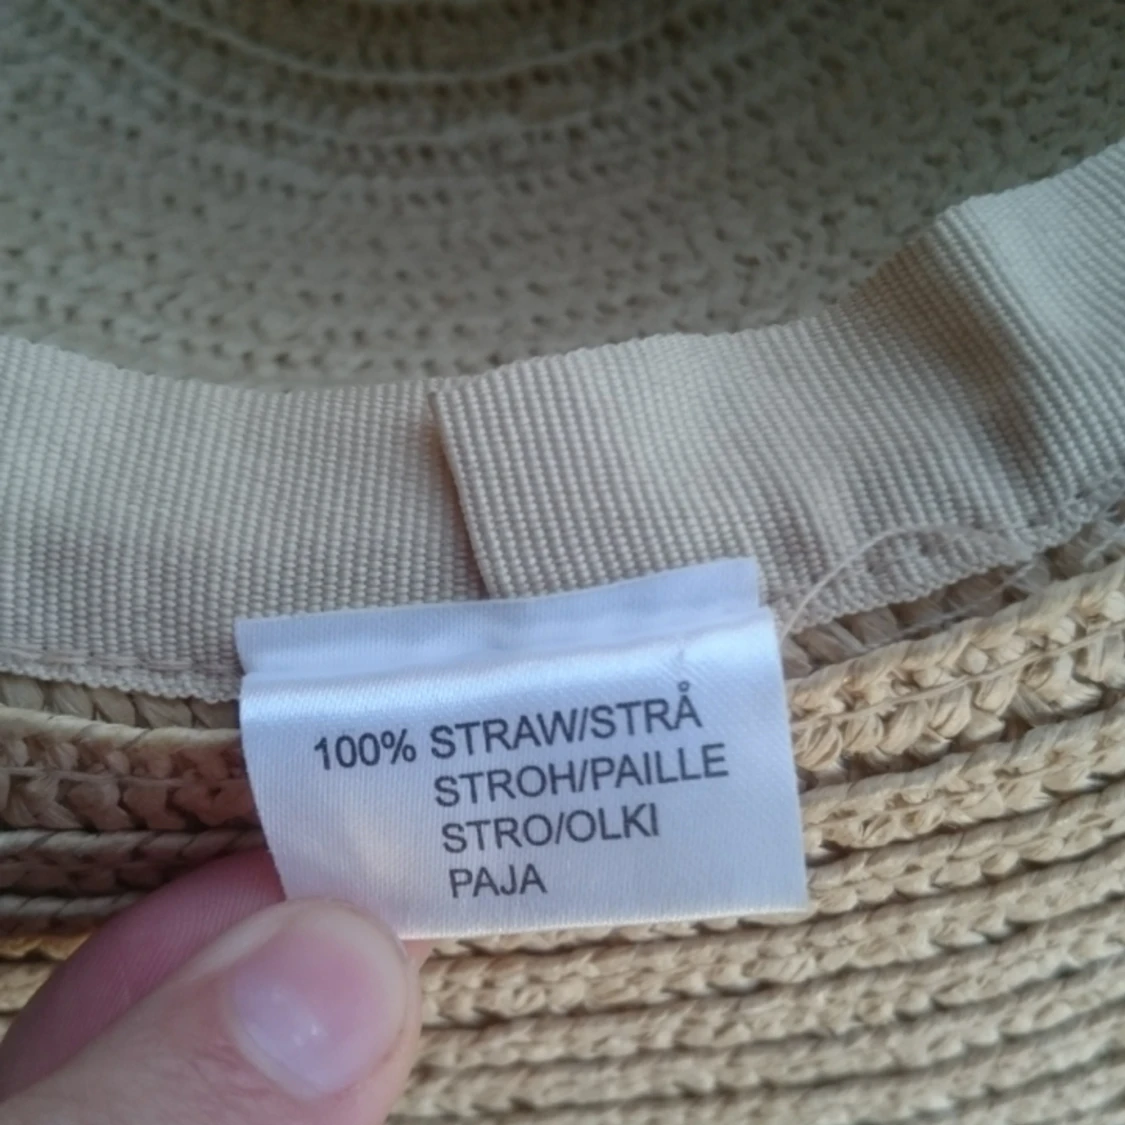 100% STRAW/STRÅ
STROH/PAILLE
STRO/OLKI
PAJA